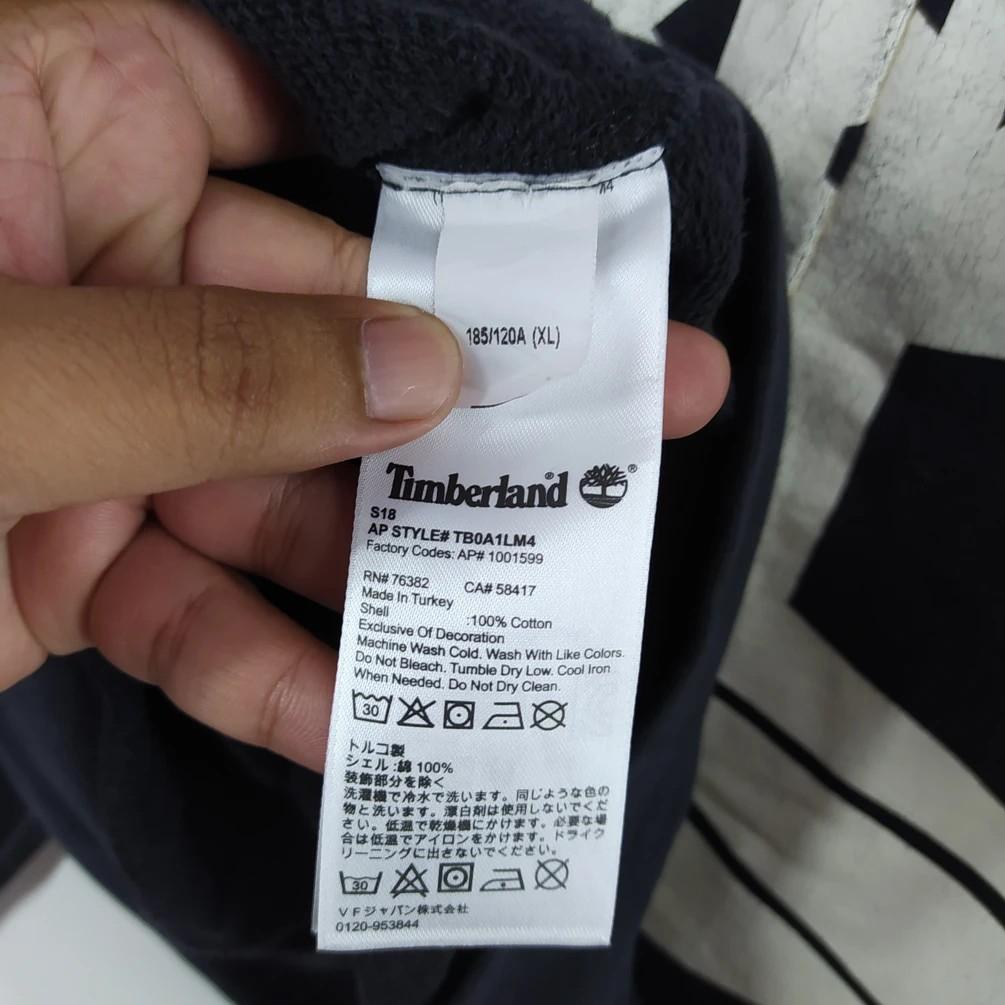 185/120A (XL)
Timberland® ®
S18
AP STYLE# TB0A1LM4
Factory Codes: AP# 1001599
RN# 76382 CA# 58417
Made In Turkey
Shell :100% Cotton
Exclusive Of Decoration
Machine Wash Cold. Wash With Like Colors.
Do Not Bleach. Tumble Dry Low. Cool Iron
When Needed. Do Not Dry Clean.
30
トルコ製
シェル :綿 100%
装飾部分を除く
洗濯機で冷水で洗います。同じような色の
物と洗います。漂白剤は使用しないでくだ
さい。低温で乾燥機にかけます。必要な場
合は低温でアイロンをかけます。ドライク
リーニングに出さないでください。
30
VFジャパン株式会社
0120-953844